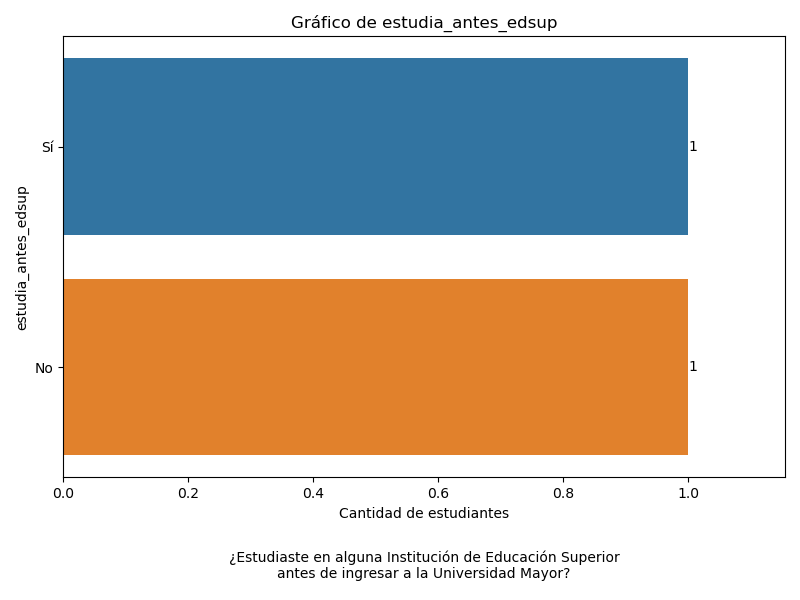 Gráfico de estudia_antes_edsup
estudia_antes_edsup
Sí
1
No
1
0.0 0.2 0.4 0.6 0.8 1.0
Cantidad de estudiantes
¿Estudiaste en alguna Institución de Educación Superior
antes de ingresar a la Universidad Mayor?